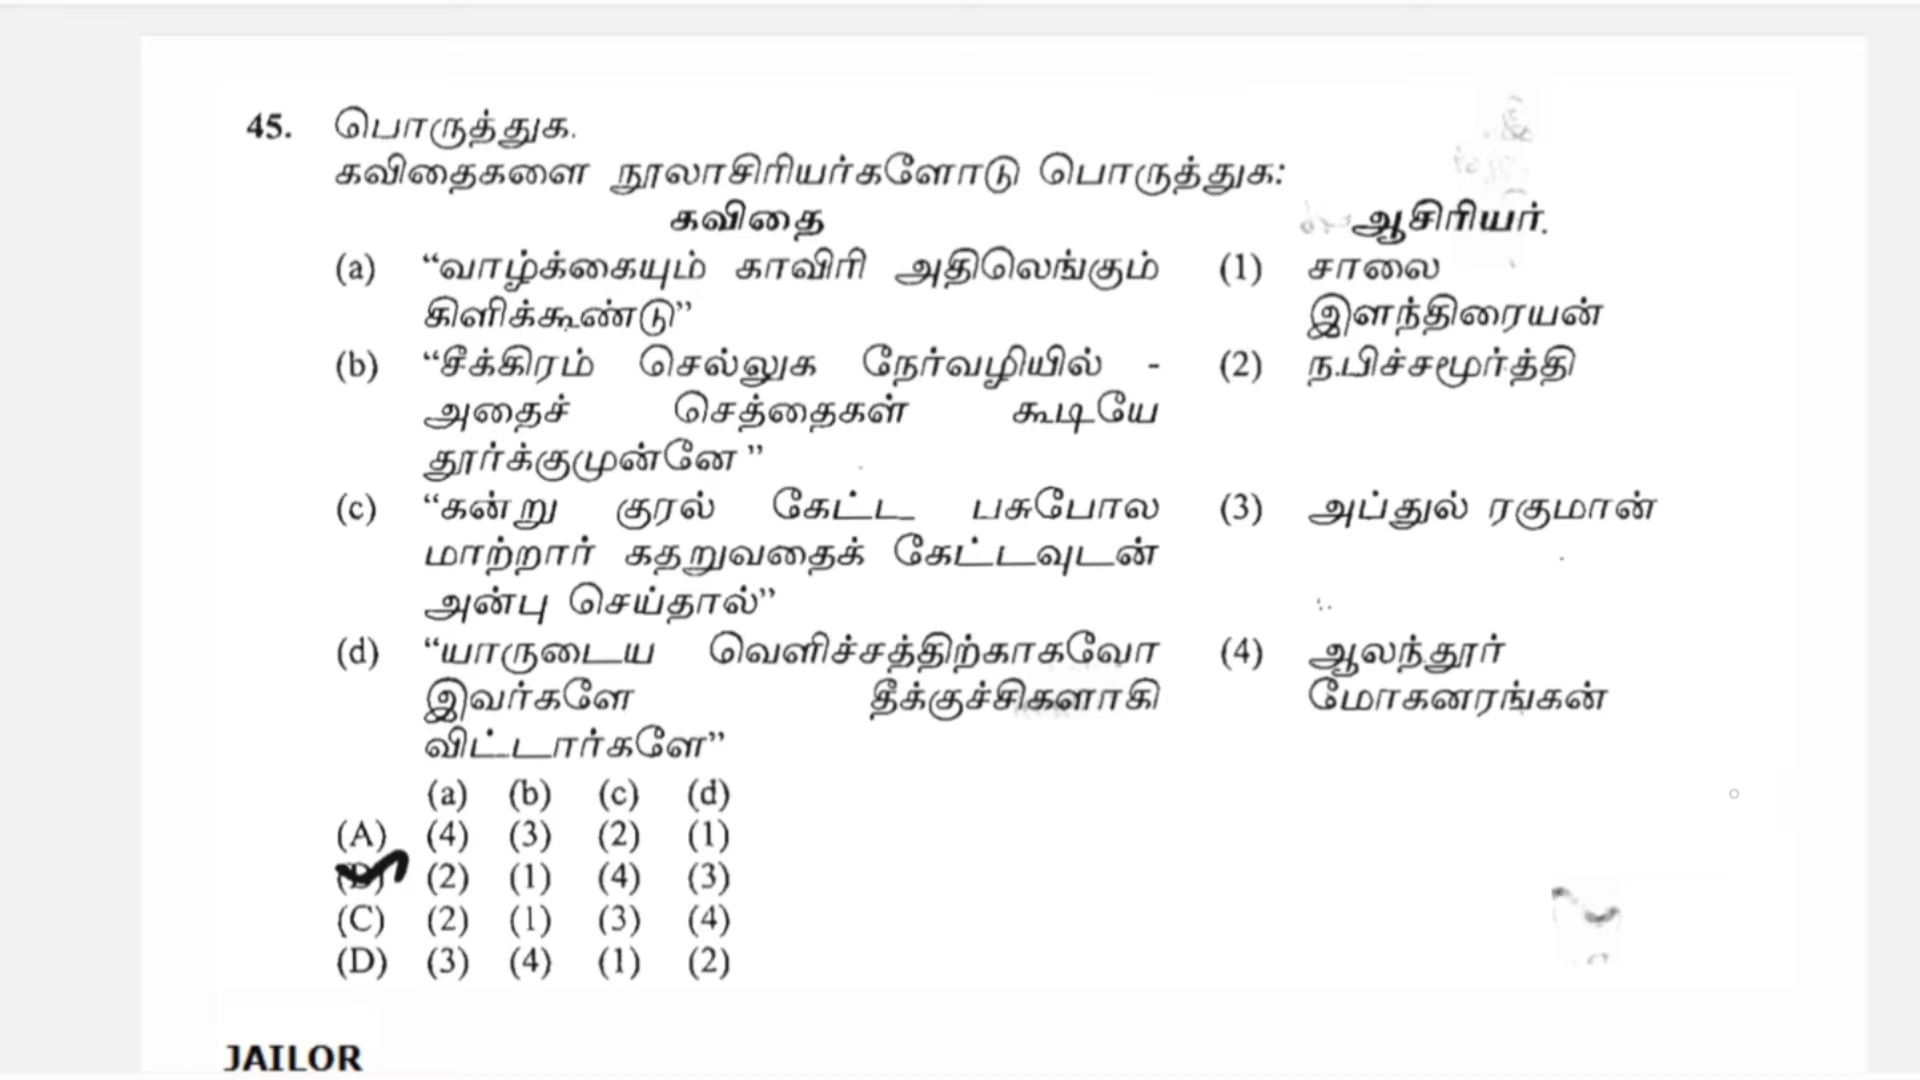 45. பொருத்துக.
கவிதைகளை நூலாசிரியர்களோடு பொருத்துக:
கவிதை ஆசிரியர்.
(a) “வாழ்க்கையும் காவிரி அதிலெங்கும் (1) சாலை
கிளிக்கூண்டு” இளந்திரையன்
(b) “சீக்கிரம் செல்லுக நேர்வழியில் - (2) ந.பிச்சமூர்த்தி
அதைச் செத்தைகள் கூடியே
தூர்க்குமுன்னே”
(c) “கன்று குரல் கேட்ட பசுபோல (3) அப்துல் ரகுமான்
மாற்றார் கதறுவதைக் கேட்டவுடன்
அன்பு செய்தால்”
(d) “யாருடைய வெளிச்சத்திற்காகவோ (4) ஆலந்தூர்
இவர்களே தீக்குச்சிகளாகி மோகனரங்கன்
விட்டார்களே”
(a) (b) (c) (d)
(A) (4) (3) (2) (1)
(2) (1) (4) (3)
(C) (2) (1) (3) (4)
(D) (3) (4) (1) (2)
JAILOR